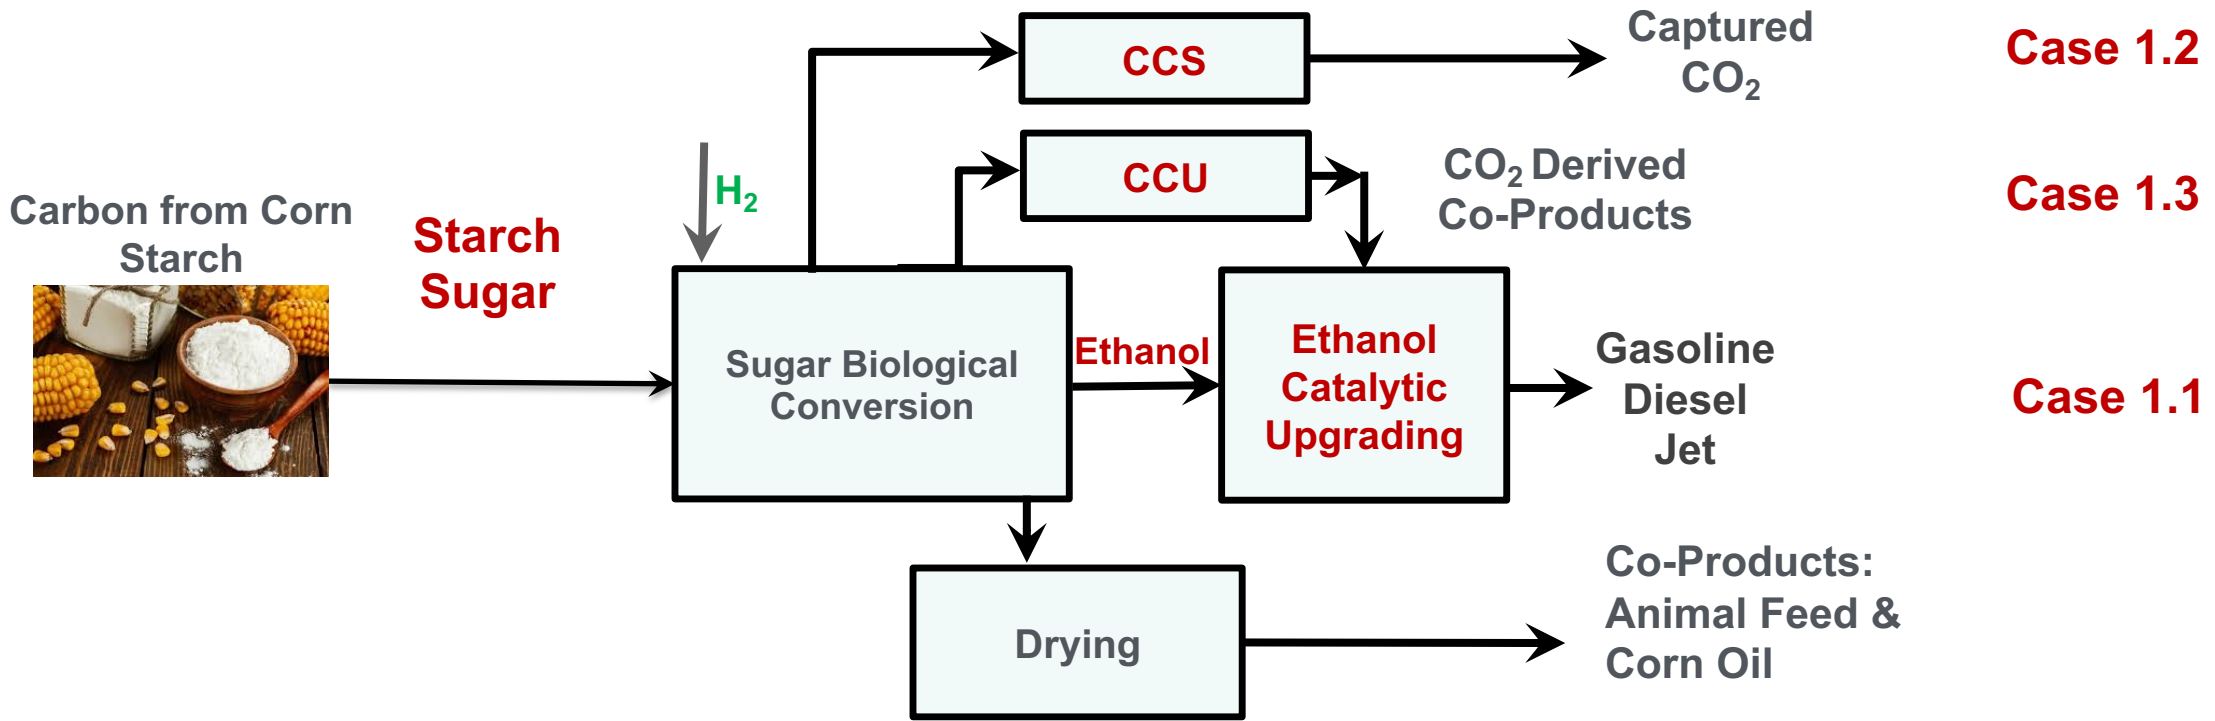 Captured
CO₂
Case 1.2
CCS
CCU
CO₂ Derived
Co-Products
Case 1.3
H₂
Carbon from Corn
Starch
Starch
Sugar
Sugar Biological
Conversion
Ethanol
Ethanol
Catalytic
Upgrading
Gasoline
Diesel
Jet
Case 1.1
Drying
Co-Products:
Animal Feed &
Corn Oil